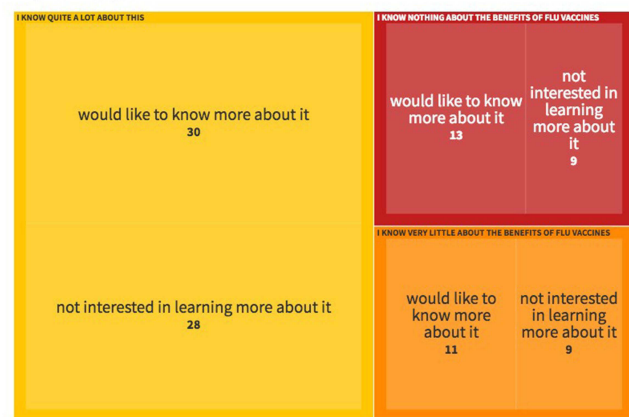 I KNOW QUITE A LOT ABOUT THIS
would like to know more about it
30
not interested in learning more about it
28
I KNOW NOTHING ABOUT THE BENEFITS OF FLU VACCINES
would like to know
more about it
13
not
interested in
learning
more about
it
9
I KNOW VERY LITTLE ABOUT THE BENEFITS OF FLU VACCINES
would like to
know more
about it
11
not interested
in learning
more about it
9